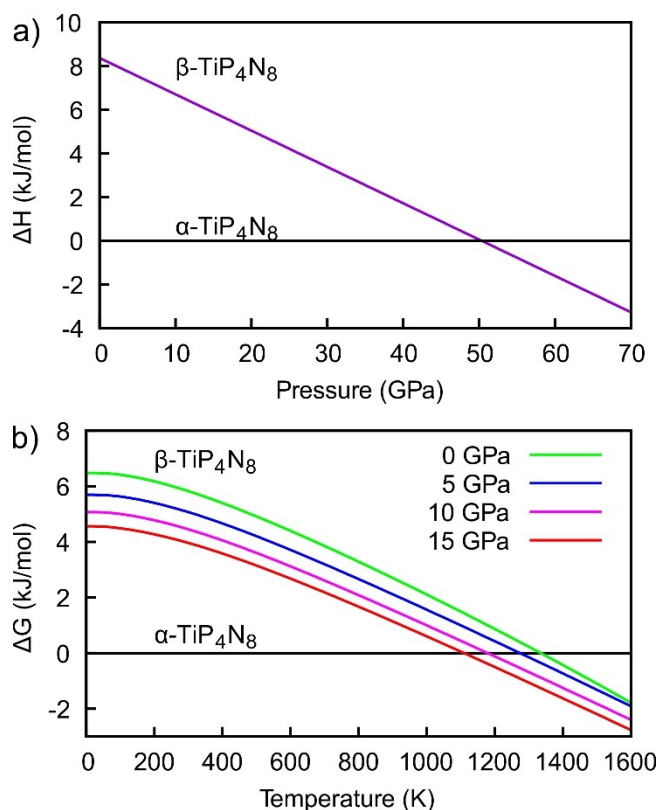 a)
10
8
6
4
2
0
-2
-4
ΔH (kJ/mol)
β-TiP₄N₈
α-TiP₄N₈
0 10 20 30 40 50 60 70
Pressure (GPa)
b)
8
6
4
2
0
-2
ΔG (kJ/mol)
β-TiP₄N₈
0 GPa
5 GPa
10 GPa
15 GPa
α-TiP₄N₈
0 200 400 600 800 1000 1200 1400 1600
Temperature (K)